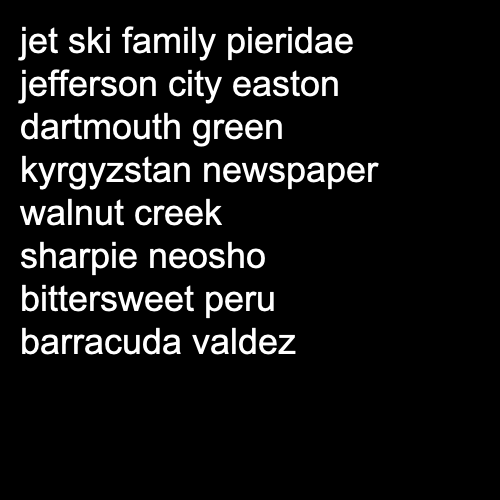 jet ski family pieridae
jefferson city easton
dartmouth green
kyrgyzstan newspaper
walnut creek
sharpie neosho
bittersweet peru
barracuda valdez